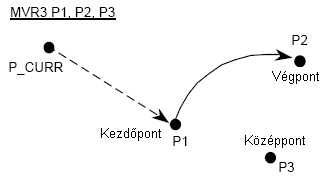 MVR3 P1, P2, P3
P_CURR
P2
Végpont
Kezdőpont
P1
Középpont
P3